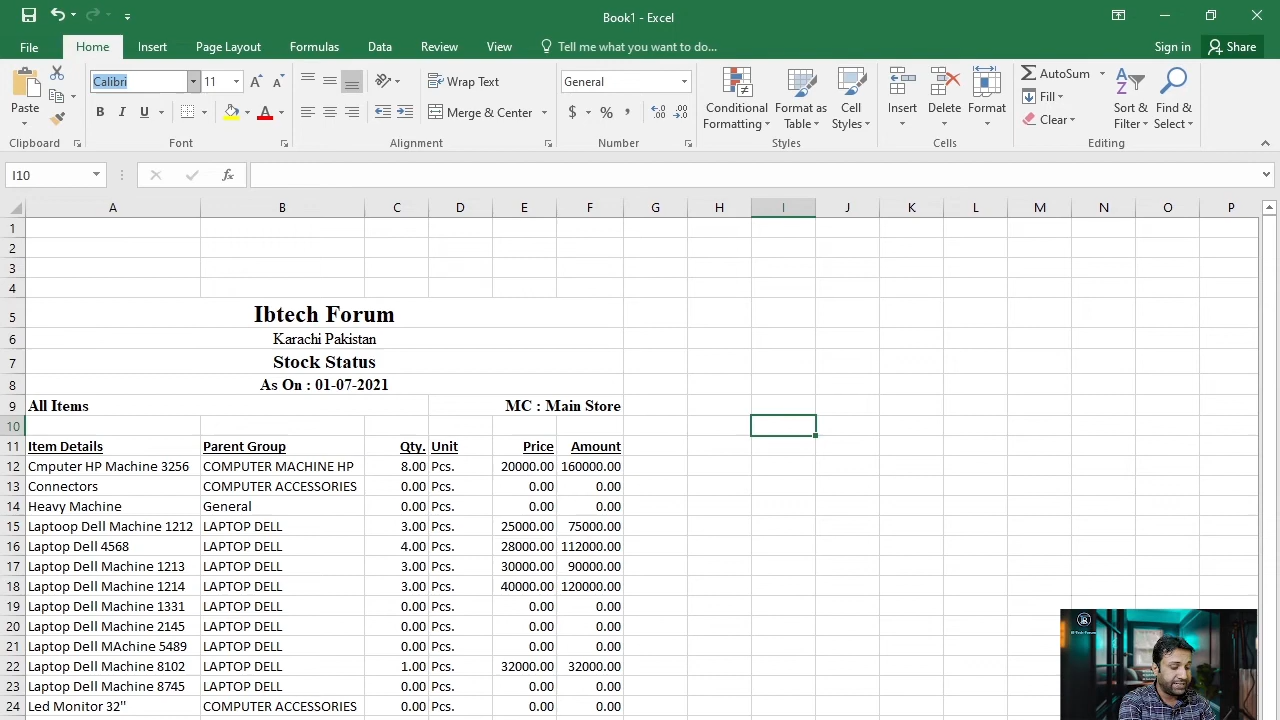 Book1 - Excel
File Home Insert Page Layout Formulas Data Review View Tell me what you want to do... Sign in Share
Calibri 11 Wrap Text General AutoSum
Paste Conditional Format as Cell Insert Delete Format Fill Sort & Find &
B I U Merge & Center $ % , Formatting Table Styles Clear Filter Select
Clipboard Font Alignment Number Styles Cells Editing
I10 fx
A B C D E F G H I J K L M N O P
1
2
3
4
5 Ibtech Forum
6 Karachi Pakistan
7 Stock Status
8 As On : 01-07-2021
9 All Items MC : Main Store
10
11 Item Details Parent Group Qty. Unit Price Amount
12 Cmputer HP Machine 3256 COMPUTER MACHINE HP 8.00 Pcs. 20000.00 160000.00
13 Connectors COMPUTER ACCESSORIES 0.00 Pcs. 0.00 0.00
14 Heavy Machine General 0.00 Pcs. 0.00 0.00
15 Laptoop Dell Machine 1212 LAPTOP DELL 3.00 Pcs. 25000.00 75000.00
16 Laptop Dell 4568 LAPTOP DELL 4.00 Pcs. 28000.00 112000.00
17 Laptop Dell Machine 1213 LAPTOP DELL 3.00 Pcs. 30000.00 90000.00
18 Laptop Dell Machine 1214 LAPTOP DELL 3.00 Pcs. 40000.00 120000.00
19 Laptop Dell Machine 1331 LAPTOP DELL 0.00 Pcs. 0.00 0.00
20 Laptop Dell Machine 2145 LAPTOP DELL 0.00 Pcs. 0.00 0.00
21 Laptop Dell MAchine 5489 LAPTOP DELL 0.00 Pcs. 0.00 0.00
22 Laptop Dell Machine 8102 LAPTOP DELL 1.00 Pcs. 32000.00 32000.00
23 Laptop Dell Machine 8745 LAPTOP DELL 0.00 Pcs. 0.00 0.00
24 Led Monitor 32" COMPUTER ACCESSORIES 0.00 Pcs. 0.00 0.00